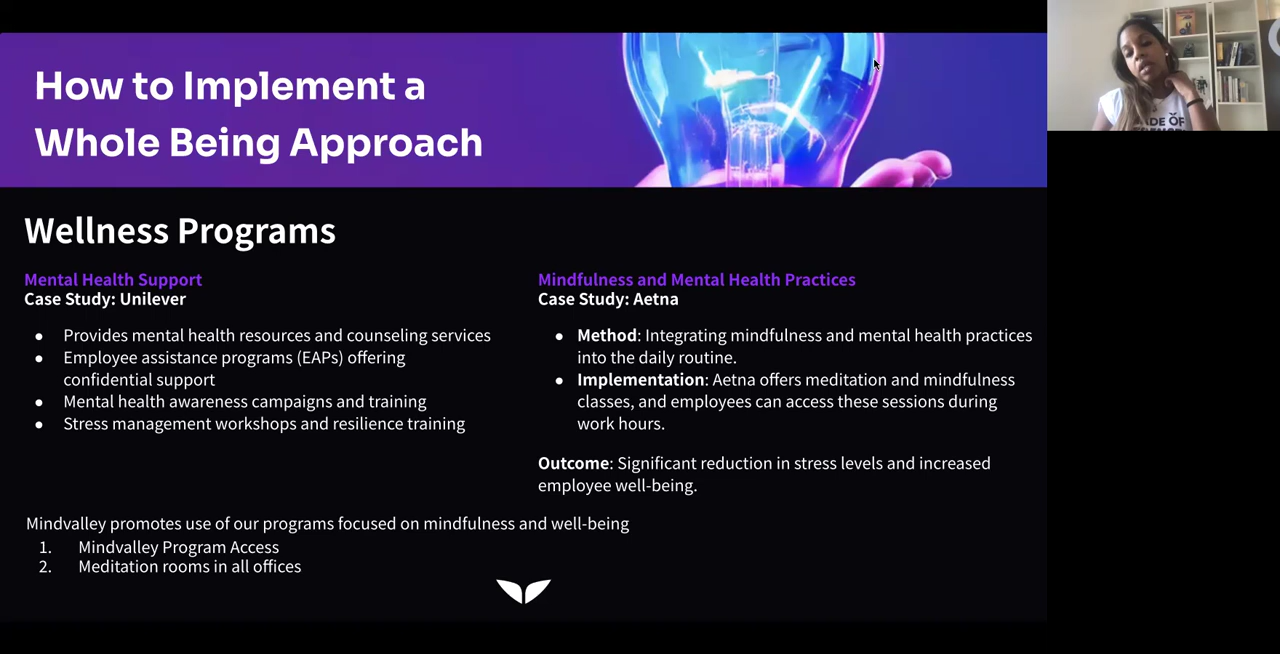 How to Implement a
Whole Being Approach
Wellness Programs
Mental Health Support
Case Study: Unilever
● Provides mental health resources and counseling services
● Employee assistance programs (EAPs) offering
confidential support
● Mental health awareness campaigns and training
● Stress management workshops and resilience training
Mindfulness and Mental Health Practices
Case Study: Aetna
● Method: Integrating mindfulness and mental health practices
into the daily routine.
● Implementation: Aetna offers meditation and mindfulness
classes, and employees can access these sessions during
work hours.
Outcome: Significant reduction in stress levels and increased
employee well-being.
Mindvalley promotes use of our programs focused on mindfulness and well-being
1. Mindvalley Program Access
2. Meditation rooms in all offices